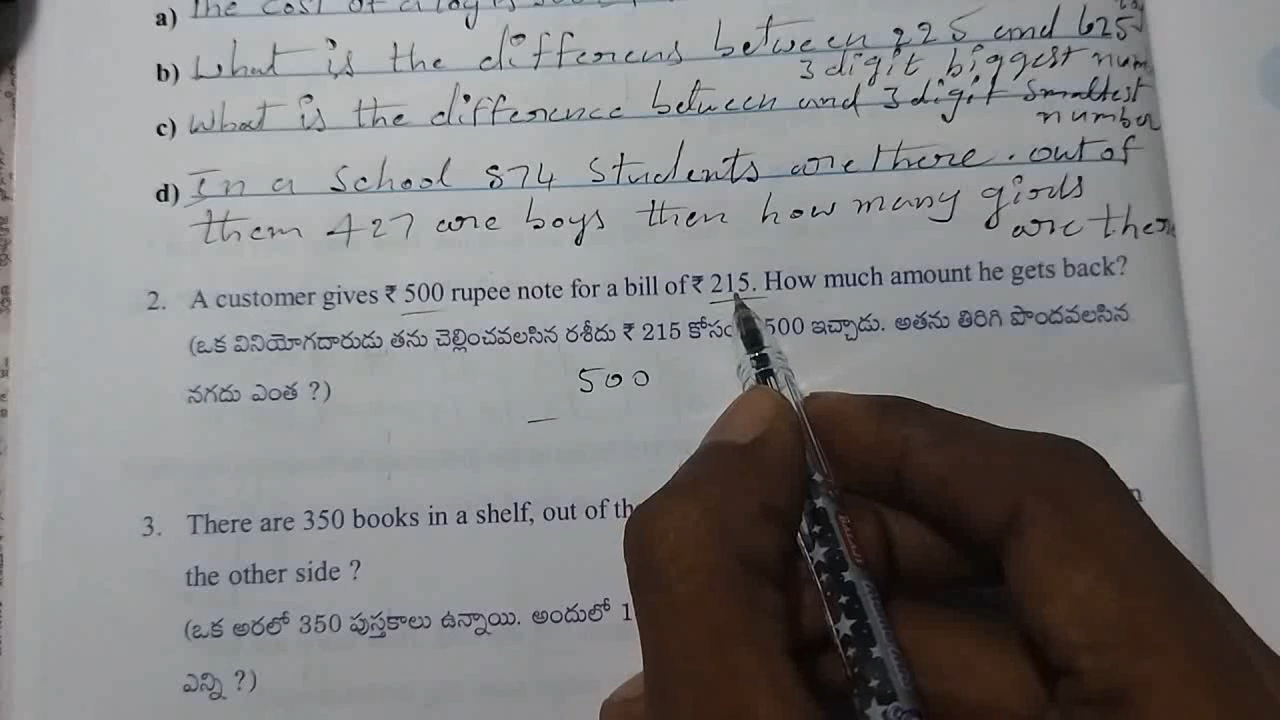 a) The cost of a
b) What is the differens between 225 and 625
3 digit biggest num
c) What is the difference between and 3 digit smaltest
number
d) In a school 874 students are there. out of
them 427 are boys then how many girls
are there
2. A customer gives ₹ 500 rupee note for a bill of ₹ 215. How much amount he gets back?
(ఒక వినియోగదారుడు తను చెల్లించవలసిన రశీదు ₹ 215 కోసం 500 ఇచ్చాడు. అతను తిరిగి పొందవలసిన
నగదు ఎంత ?)
500
–
3. There are 350 books in a shelf, out of
the other side ?
(ఒక అరలో 350 పుస్తకాలు ఉన్నాయి. అందులో 1
ఎన్ని ?)